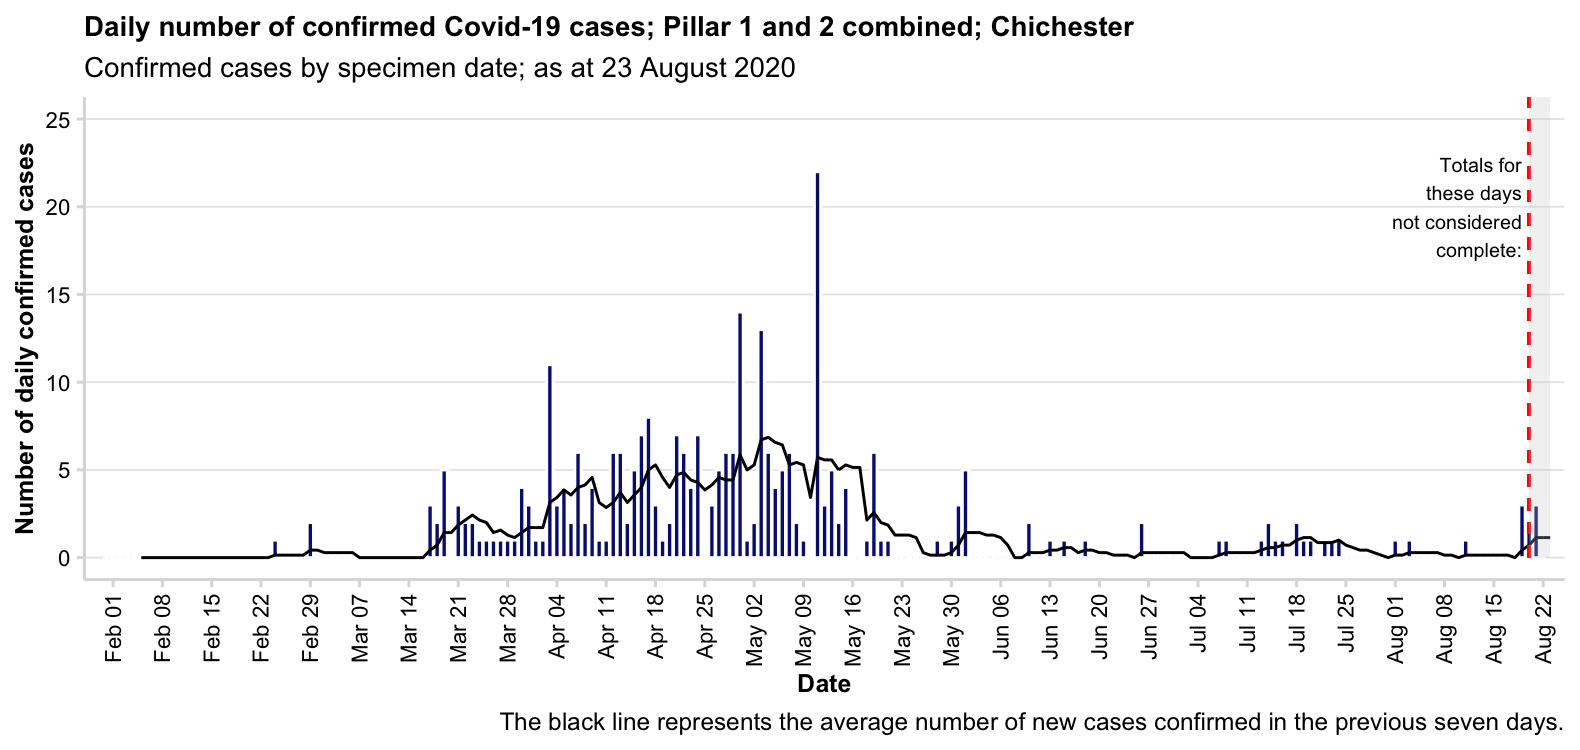 Daily number of confirmed Covid-19 cases; Pillar 1 and 2 combined; Chichester
Confirmed cases by specimen date; as at 23 August 2020
Number of daily confirmed cases
25
20
15
10
5
0
Totals for
these days
not considered
complete:
Feb 01
Feb 08
Feb 15
Feb 22
Feb 29
Mar 07
Mar 14
Mar 21
Mar 28
Apr 04
Apr 11
Apr 18
Apr 25
May 02
May 09
May 16
May 23
May 30
Jun 06
Jun 13
Jun 20
Jun 27
Jul 04
Jul 11
Jul 18
Jul 25
Aug 01
Aug 08
Aug 15
Aug 22
Date
The black line represents the average number of new cases confirmed in the previous seven days.